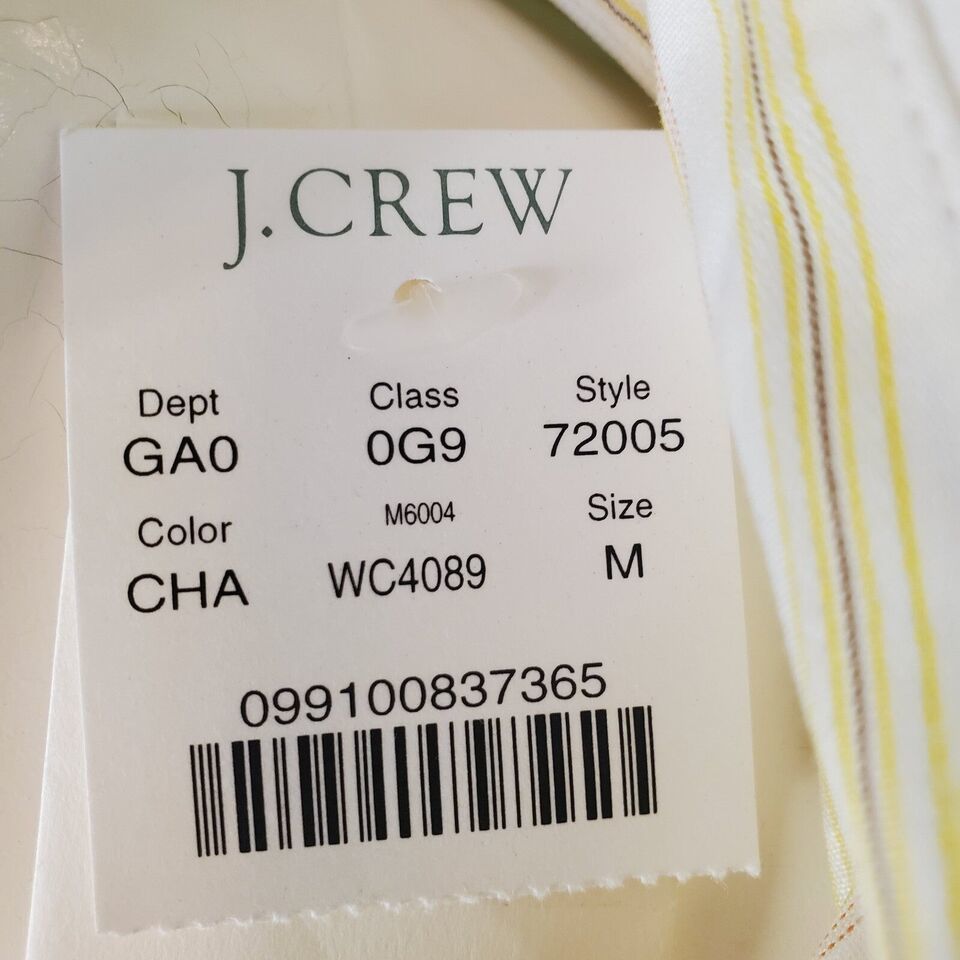 J.CREW
Dept Class Style
GA0 0G9 72005
Color M6004 Size
CHA WC4089 M
099100837365